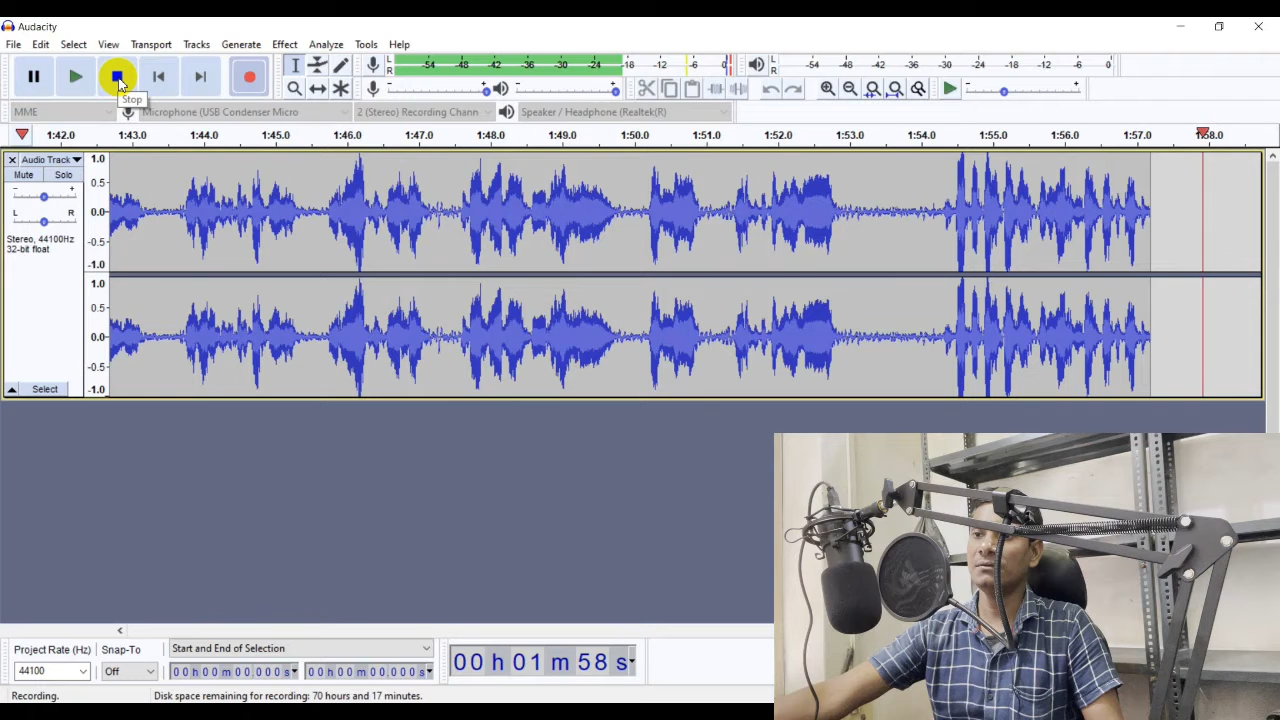 Audacity
File Edit Select View Transport Tracks Generate Effect Analyze Tools Help
L R -54 -48 -42 -36 -30 -24 -18 -12 -6 0 L R -54 -48 -42 -36 -30 -24 -18 -12 -6 0
Stop
MME Microphone (USB Condenser Micro 2 (Stereo) Recording Chann Speaker / Headphone (Realtek(R)
1:42.0 1:43.0 1:44.0 1:45.0 1:46.0 1:47.0 1:48.0 1:49.0 1:50.0 1:51.0 1:52.0 1:53.0 1:54.0 1:55.0 1:56.0 1:57.0 1:58.0
Audio Track
Mute Solo
- +
L R
Stereo, 44100Hz
32-bit float
Select
1.0
0.5
0.0
-0.5
-1.0
1.0
0.5
0.0
-0.5
-1.0
Project Rate (Hz) Snap-To Start and End of Selection
44100 Off 00 h 00 m 00.000 s 00 h 00 m 00.000 s
00 h 01 m 58 s
Recording. Disk space remaining for recording: 70 hours and 17 minutes.